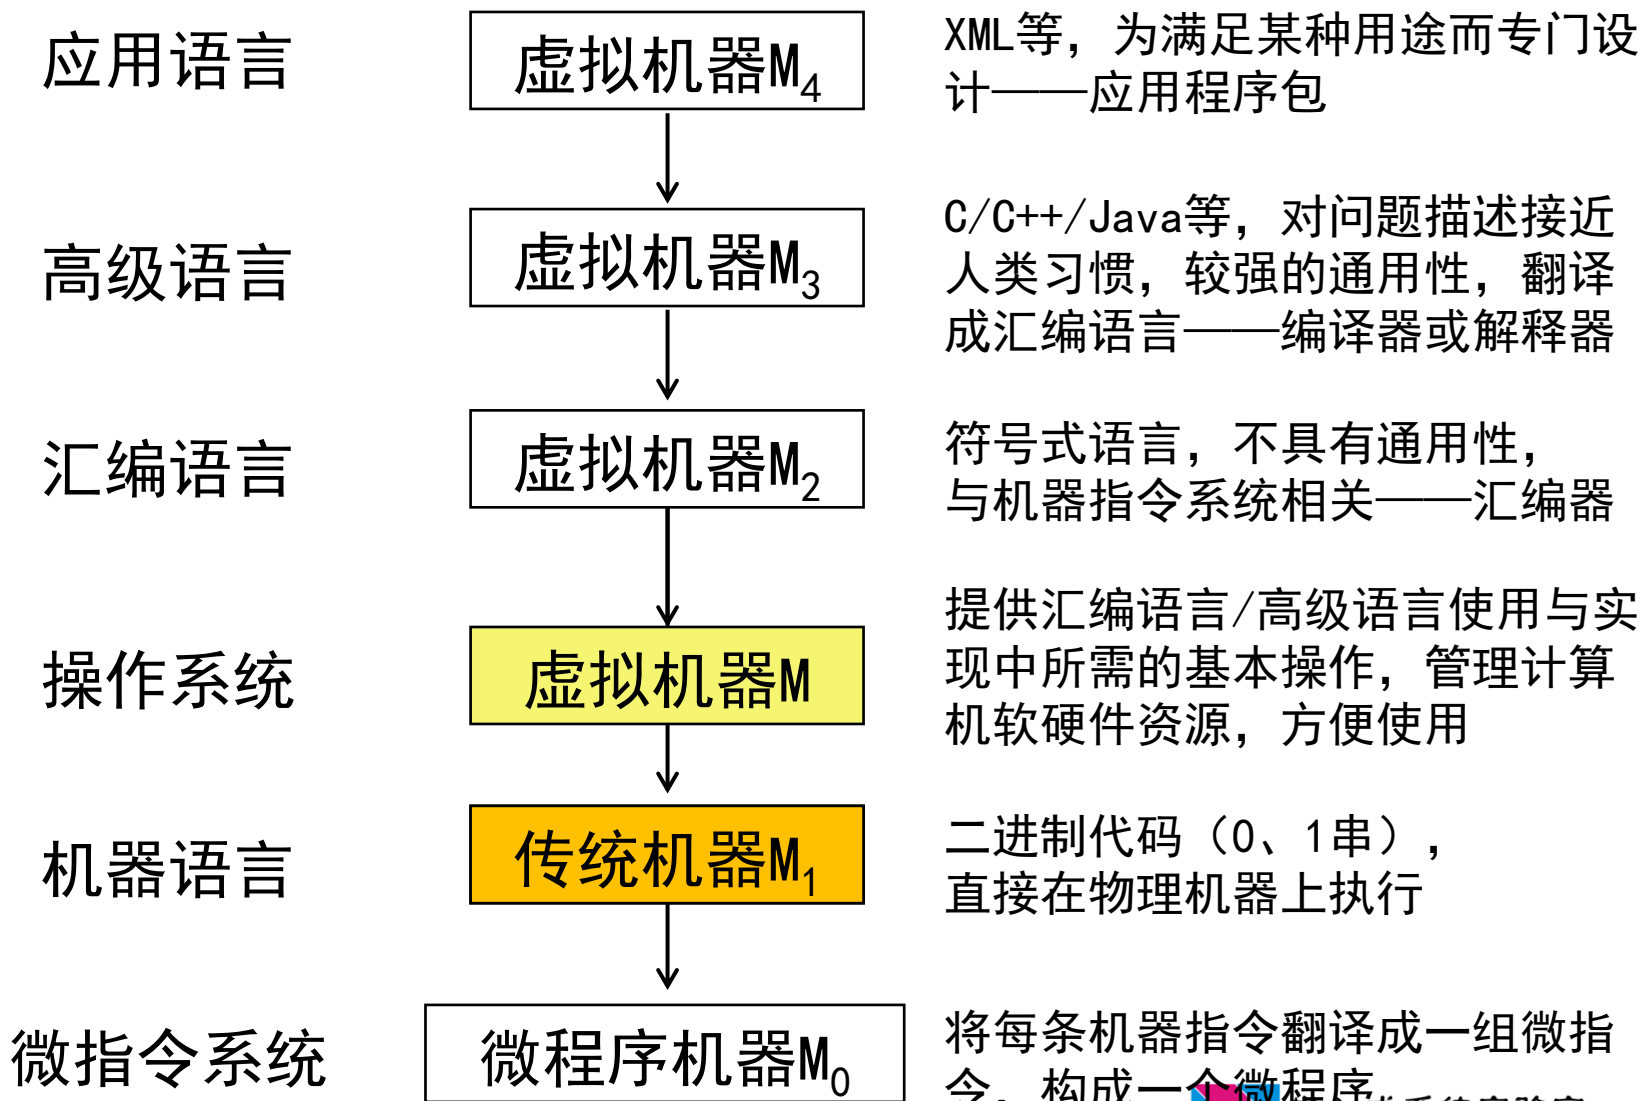 应用语言
虚拟机器M4
XML等，为满足某种用途而专门设
计——应用程序包
高级语言
虚拟机器M3
C/C++/Java等，对问题描述接近
人类习惯，较强的通用性，翻译
成汇编语言——编译器或解释器
汇编语言
虚拟机器M2
符号式语言，不具有通用性，
与机器指令系统相关——汇编器
操作系统
虚拟机器M
提供汇编语言/高级语言使用与实
现中所需的基本操作，管理计算
机软硬件资源，方便使用
机器语言
传统机器M1
二进制代码（0、1串），
直接在物理机器上执行
微指令系统
微程序机器M0
将每条机器指令翻译成一组微指
令，构成一个微程序